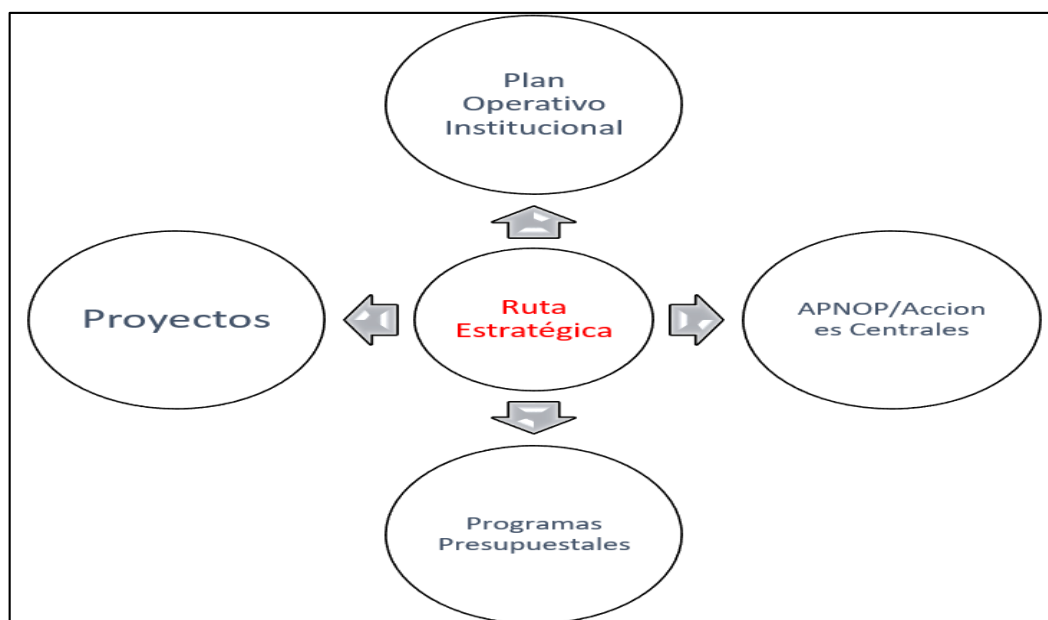 Plan
Operativo
Institucional
Proyectos
Ruta
Estratégica
APNOP/Accion
es Centrales
Programas
Presupuestales